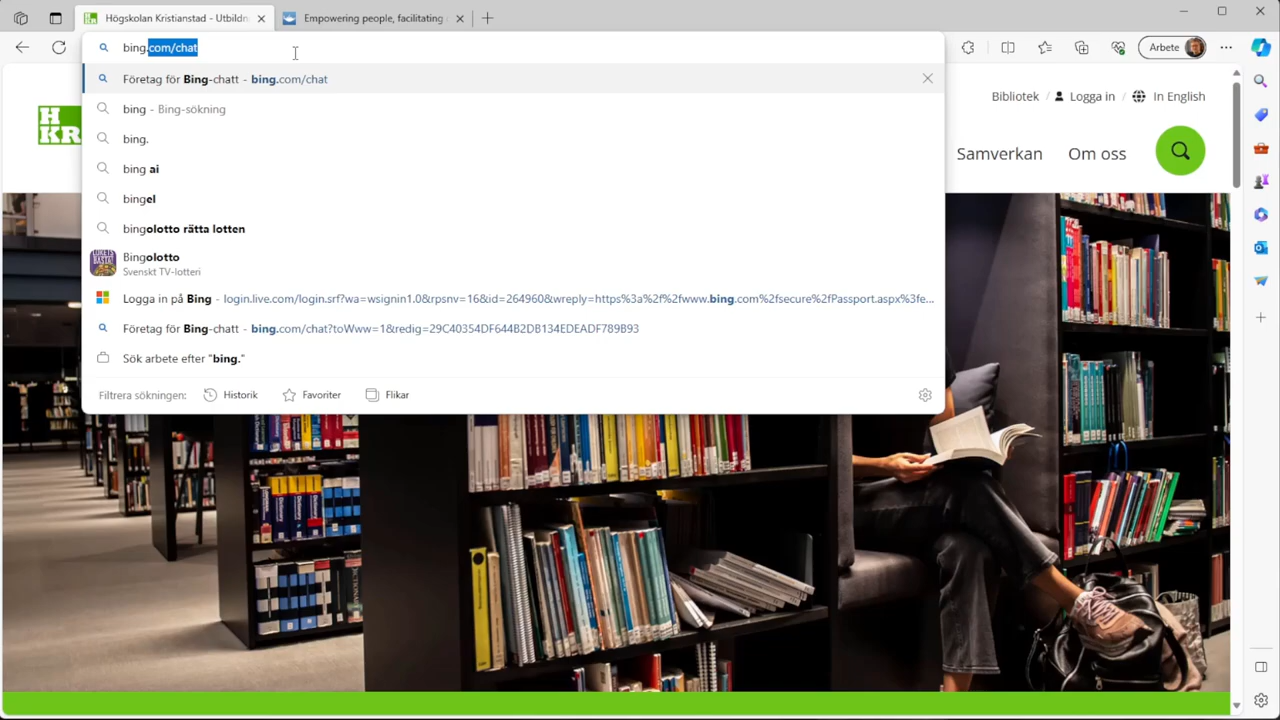 Högskolan Kristianstad - Utbildn
Empowering people, facilitating
bing.com/chat
Arbete
Företag för Bing-chatt - bing.com/chat
bing - Bing-sökning
bing.
bing ai
bingel
bingolotto rätta lotten
Bingolotto
Svenskt TV-lotteri
Logga in på Bing - login.live.com/login.srf?wa=wsignin1.0&rpsnv=16&id=264960&wreply=https%3a%2f%2fwww.bing.com%2fsecure%2fPassport.aspx%3fe...
Företag för Bing-chatt - bing.com/chat?toWww=1&redig=29C40354DF644B2DB134EDEADF789B93
Sök arbete efter "bing."
Filtrera sökningen: Historik Favoriter Flikar
H
KR
Bibliotek / Logga in / In English
Samverkan Om oss